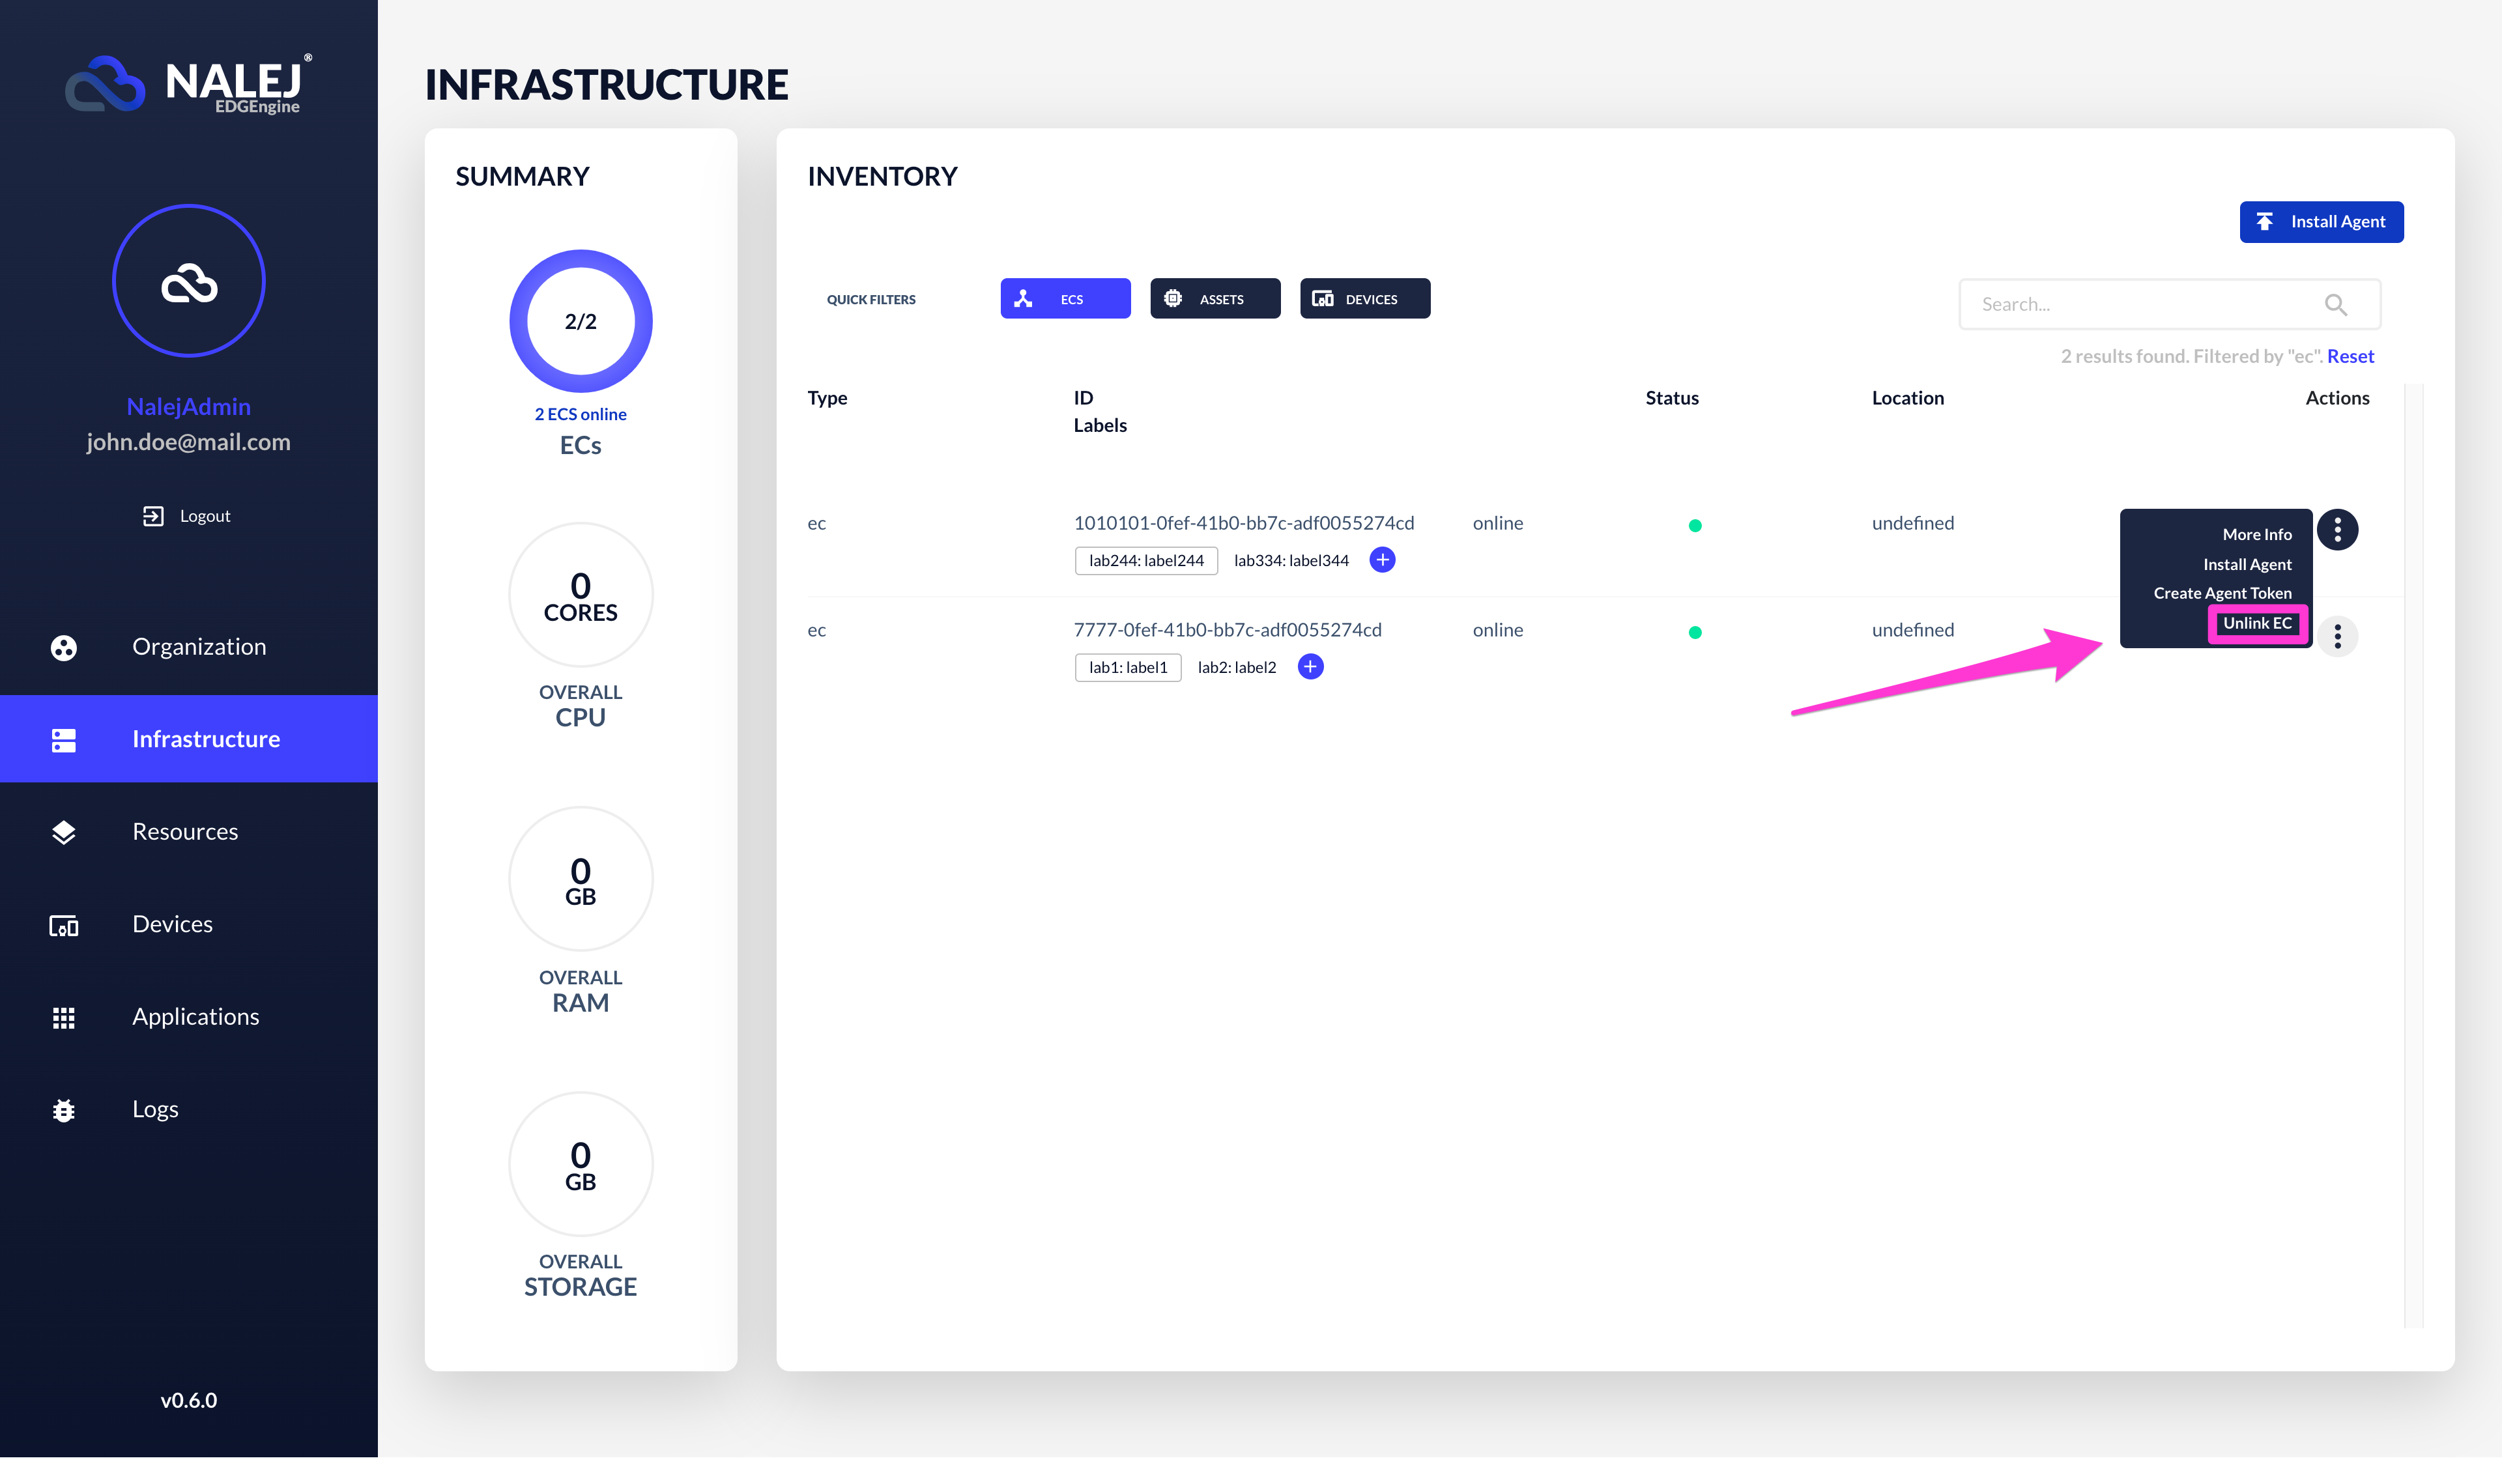 NALEJ®
EDGEngine
NalejAdmin
john.doe@mail.com
Logout
Organization
Infrastructure
Resources
Devices
Applications
Logs
v0.6.0
INFRASTRUCTURE
SUMMARY
2/2
2 ECS online
ECs
0
CORES
OVERALL
CPU
0
GB
OVERALL
RAM
0
GB
OVERALL
STORAGE
INVENTORY
Install Agent
QUICK FILTERS ECS ASSETS DEVICES
Search...
2 results found. Filtered by "ec". Reset
Type ID Status Location Actions
Labels
ec 1010101-0fef-41b0-bb7c-adf0055274cd online undefined
lab244: label244 lab334: label344
More Info
Install Agent
Create Agent Token
Unlink EC
ec 7777-0fef-41b0-bb7c-adf0055274cd online undefined
lab1: label1 lab2: label2